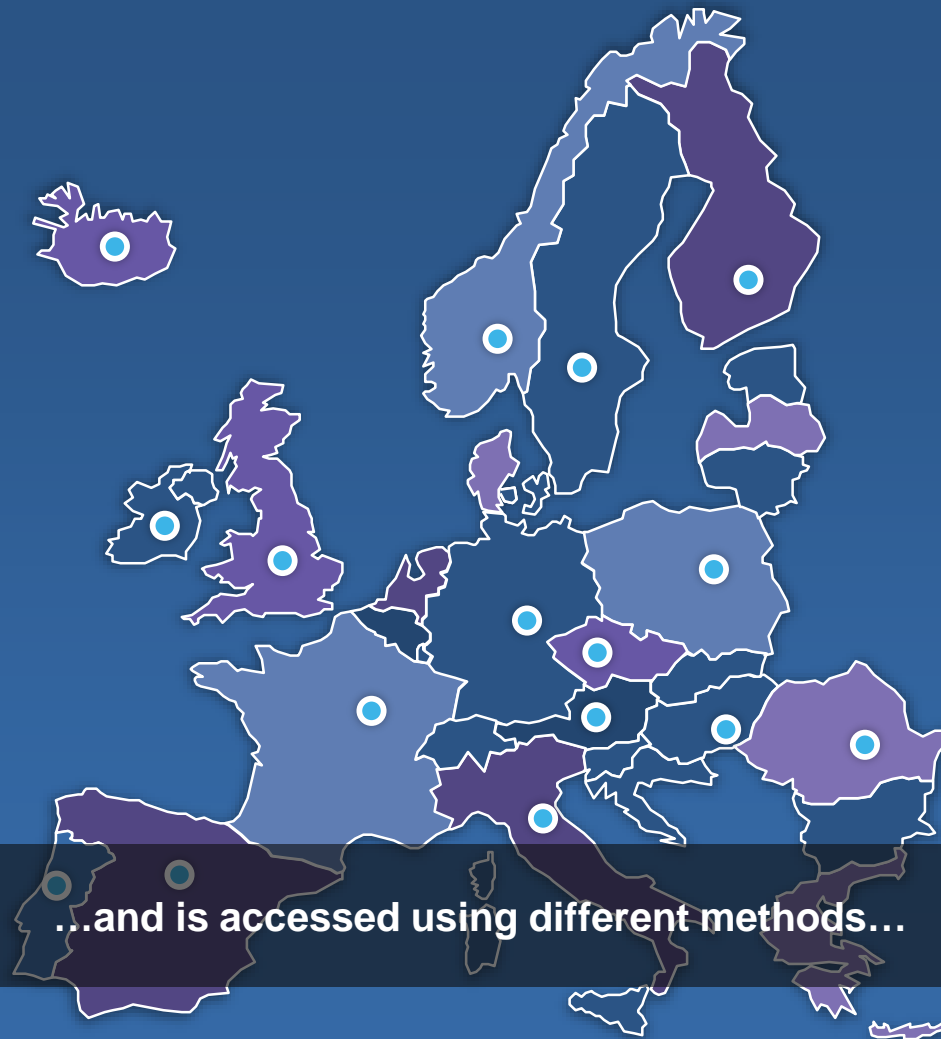 …and is accessed using different methods…